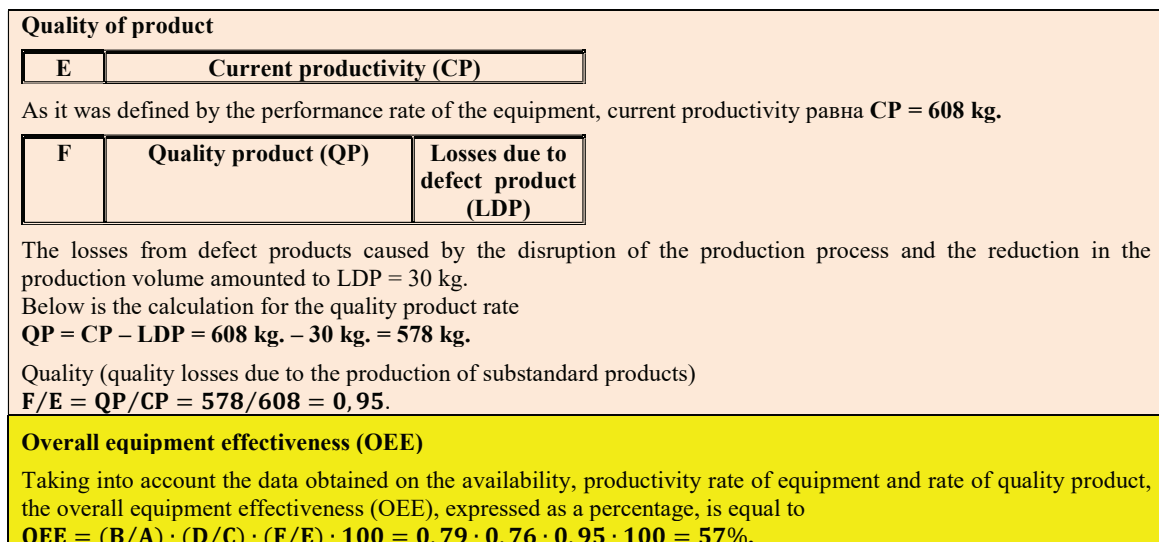 Quality of product
E Current productivity (CP)
As it was defined by the performance rate of the equipment, current productivity равна CP = 608 kg.
F Quality product (QP) Losses due to
defect product
(LDP)
The losses from defect products caused by the disruption of the production process and the reduction in the
production volume amounted to LDP = 30 kg.
Below is the calculation for the quality product rate
QP = CP – LDP = 608 kg. – 30 kg. = 578 kg.
Quality (quality losses due to the production of substandard products)
F/E = QP/CP = 578/608 = 0,95.
Overall equipment effectiveness (OEE)
Taking into account the data obtained on the availability, productivity rate of equipment and rate of quality product,
the overall equipment effectiveness (OEE), expressed as a percentage, is equal to
OEE = (B/A) · (D/C) · (F/E) · 100 = 0,79 · 0,76 · 0,95 · 100 = 57%.